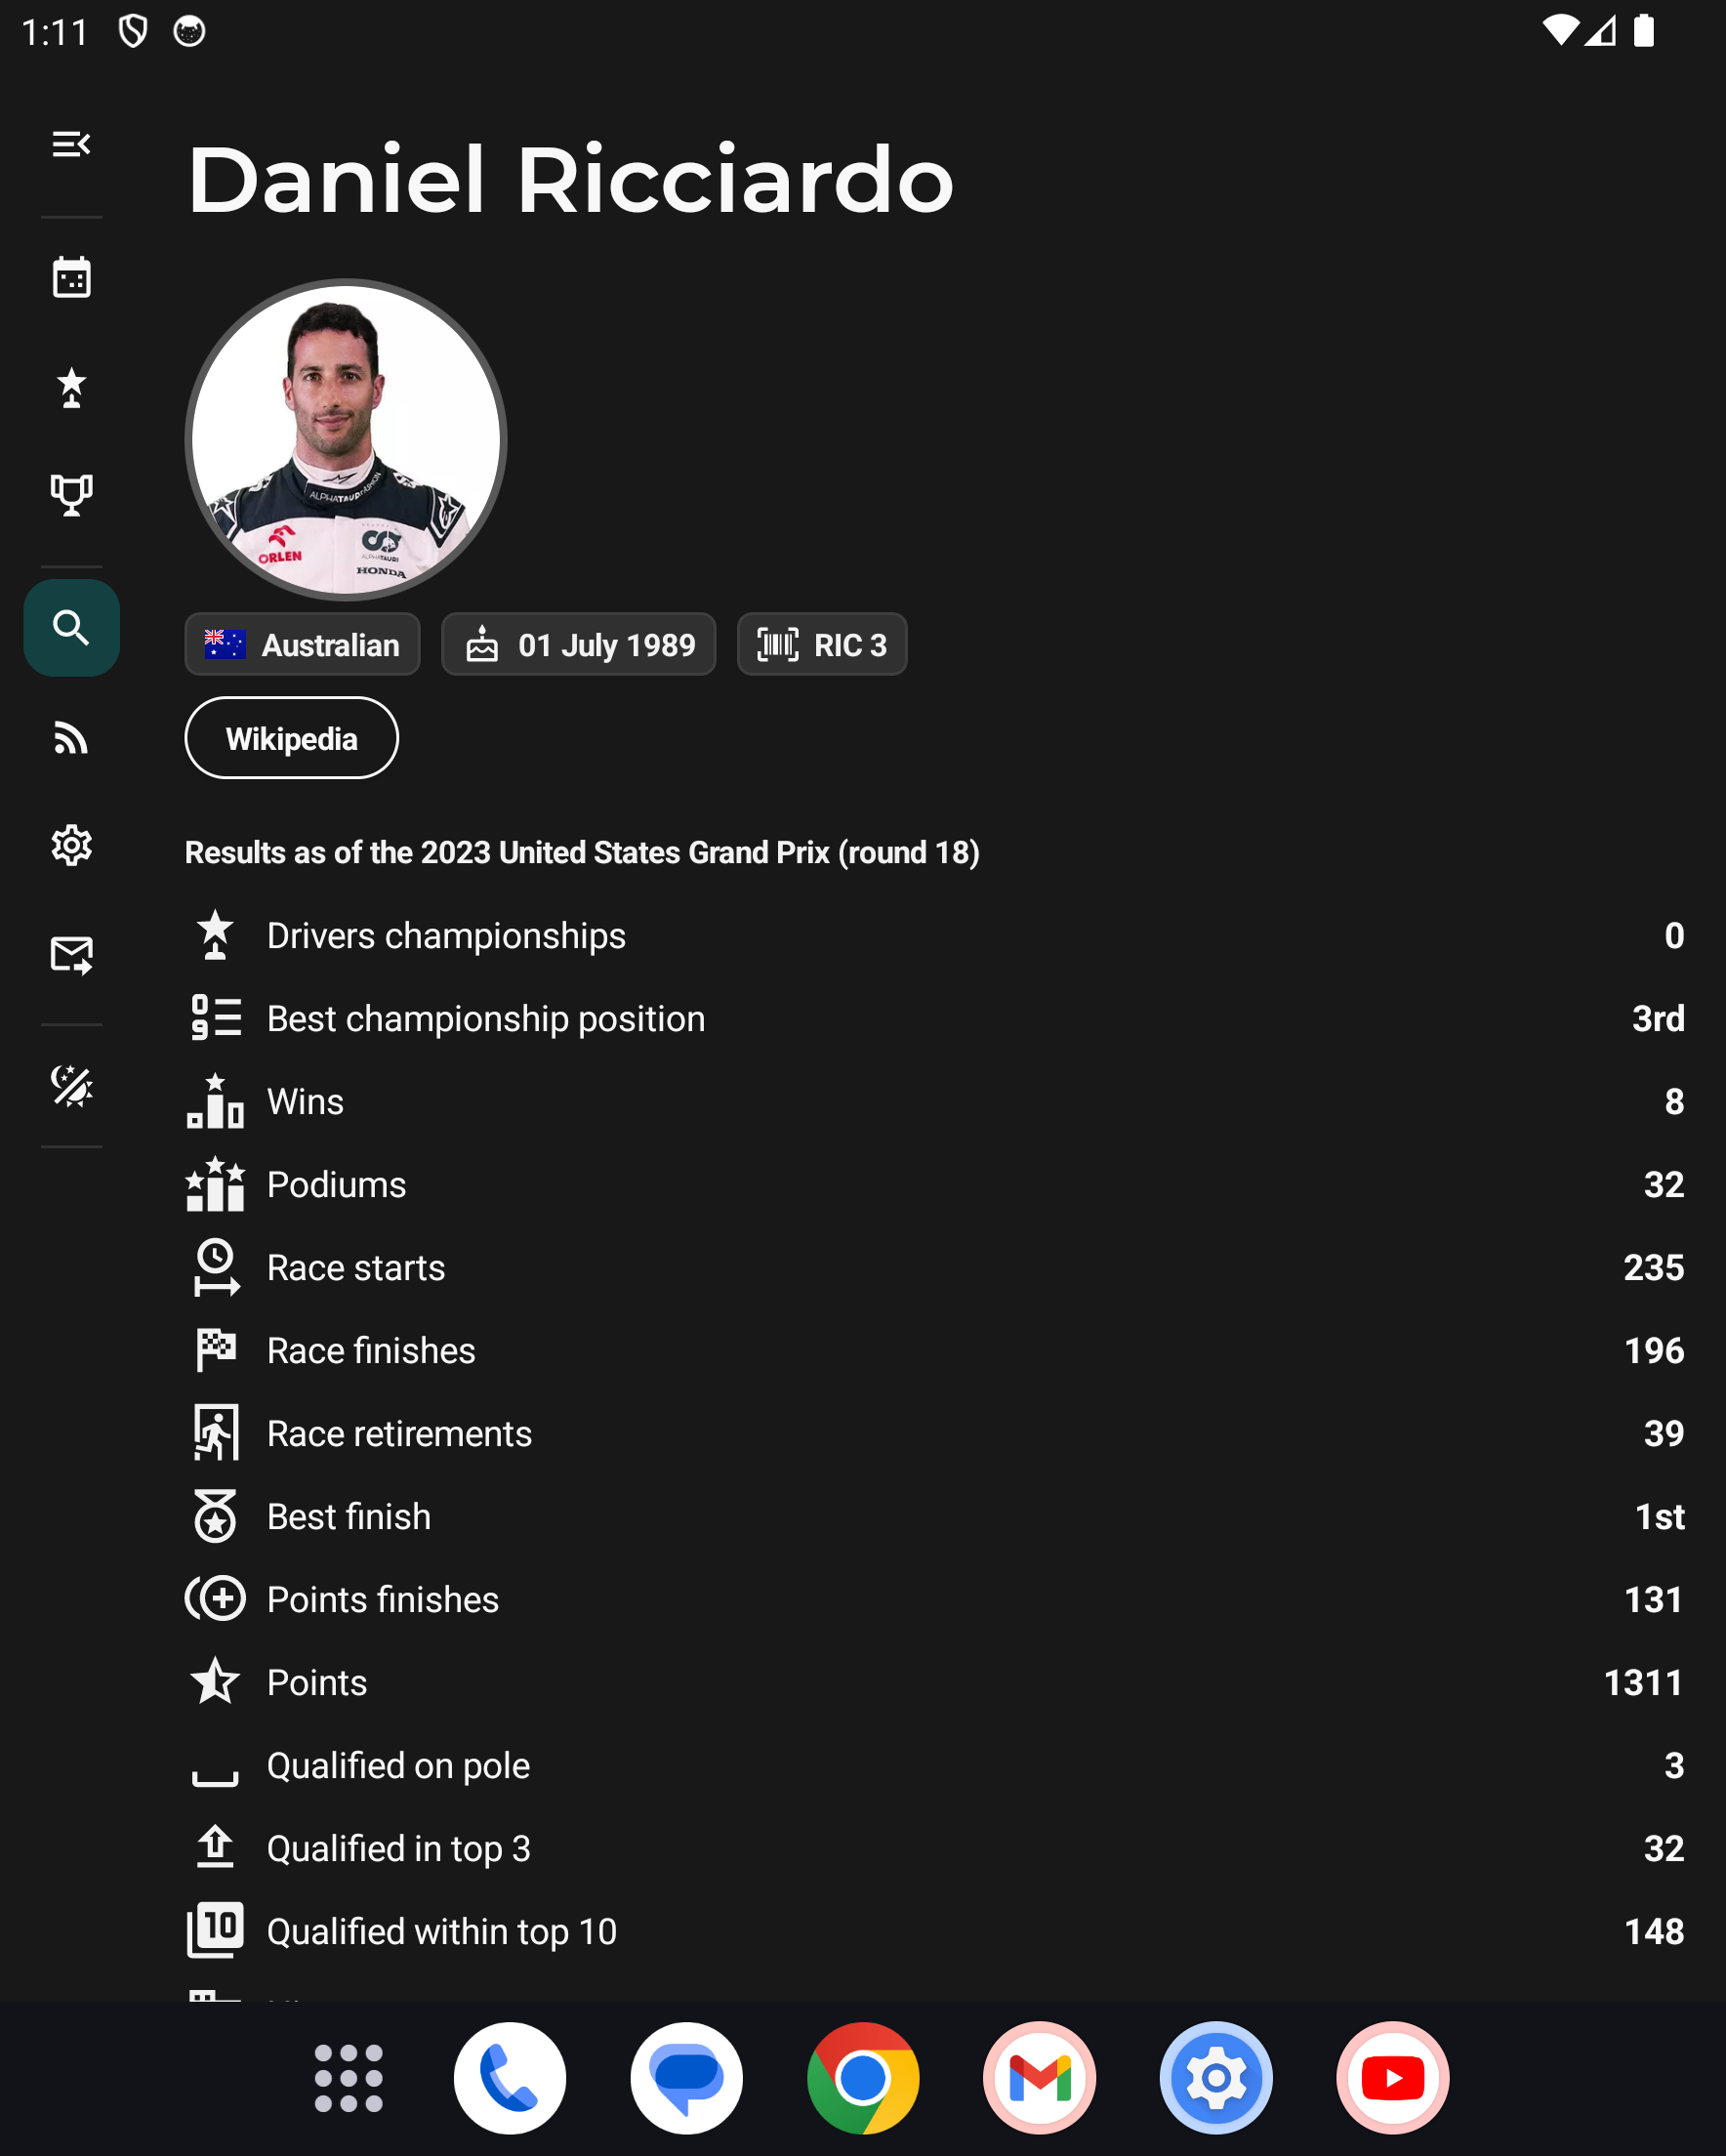 1:11
Daniel Ricciardo
ALPHATAURI FASHION
ORLEN
ALPHATAURI
HONDA
Australian
01 July 1989
RIC 3
Wikipedia
Results as of the 2023 United States Grand Prix (round 18)
Drivers championships 0
Best championship position 3rd
Wins 8
Podiums 32
Race starts 235
Race finishes 196
Race retirements 39
Best finish 1st
Points finishes 131
Points 1311
Qualified on pole 3
Qualified in top 3 32
10 Qualified within top 10 148